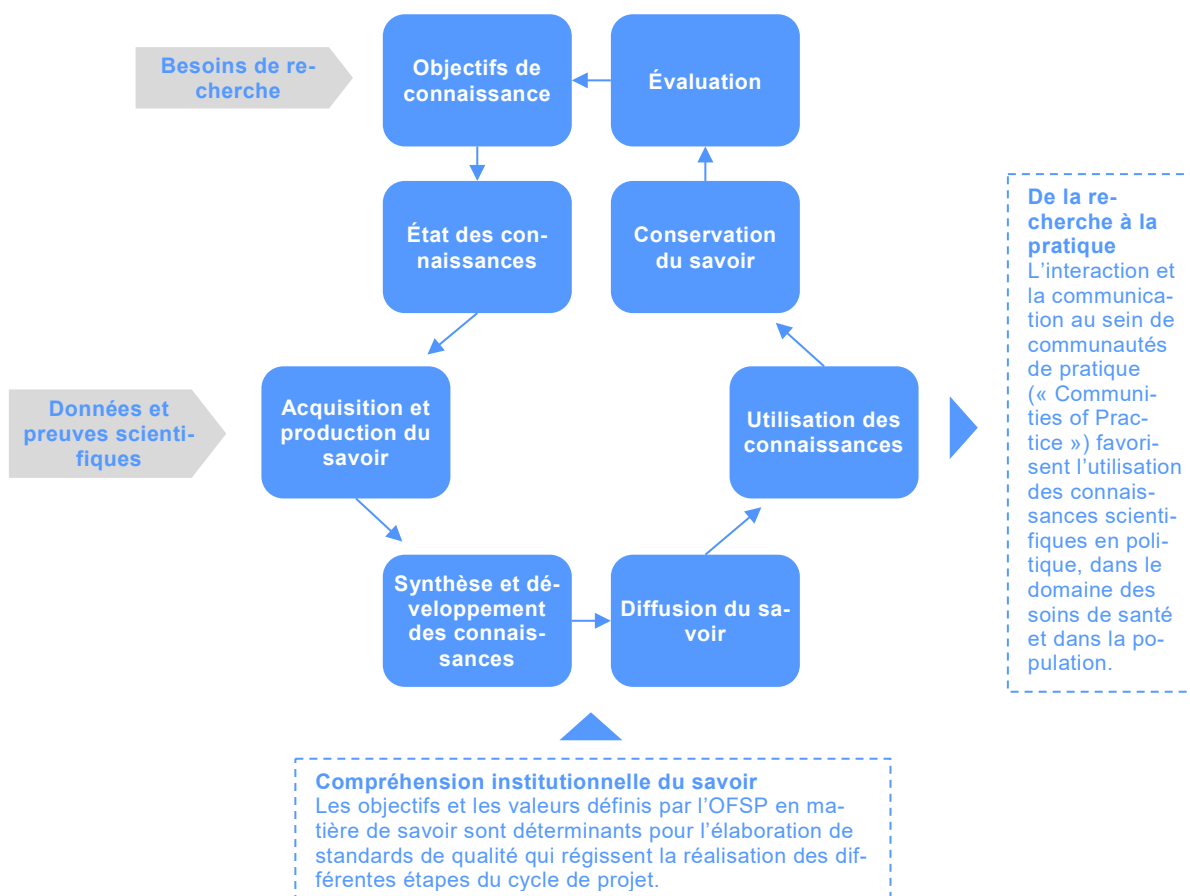 Besoins de re-
cherche
Objectifs de
connaissance
Évaluation
État des con-
naissances
Conservation
du savoir
De la re-
cherche à la
pratique
L’interaction et
la communica-
tion au sein de
communautés
de pratique
(« Communi-
ties of Prac-
tice ») favori-
sent l’utilisation
des connais-
sances scienti-
fiques en poli-
tique, dans le
domaine des
soins de santé
et dans la po-
pulation.
Données et
preuves scienti-
fiques
Acquisition et
production du
savoir
Utilisation des
connaissances
Synthèse et dé-
veloppement
des connais-
sances
Diffusion du sa-
voir
Compréhension institutionnelle du savoir
Les objectifs et les valeurs définis par l’OFSP en ma-
tière de savoir sont déterminants pour l’élaboration de
standards de qualité qui régissent la réalisation des dif-
férentes étapes du cycle de projet.